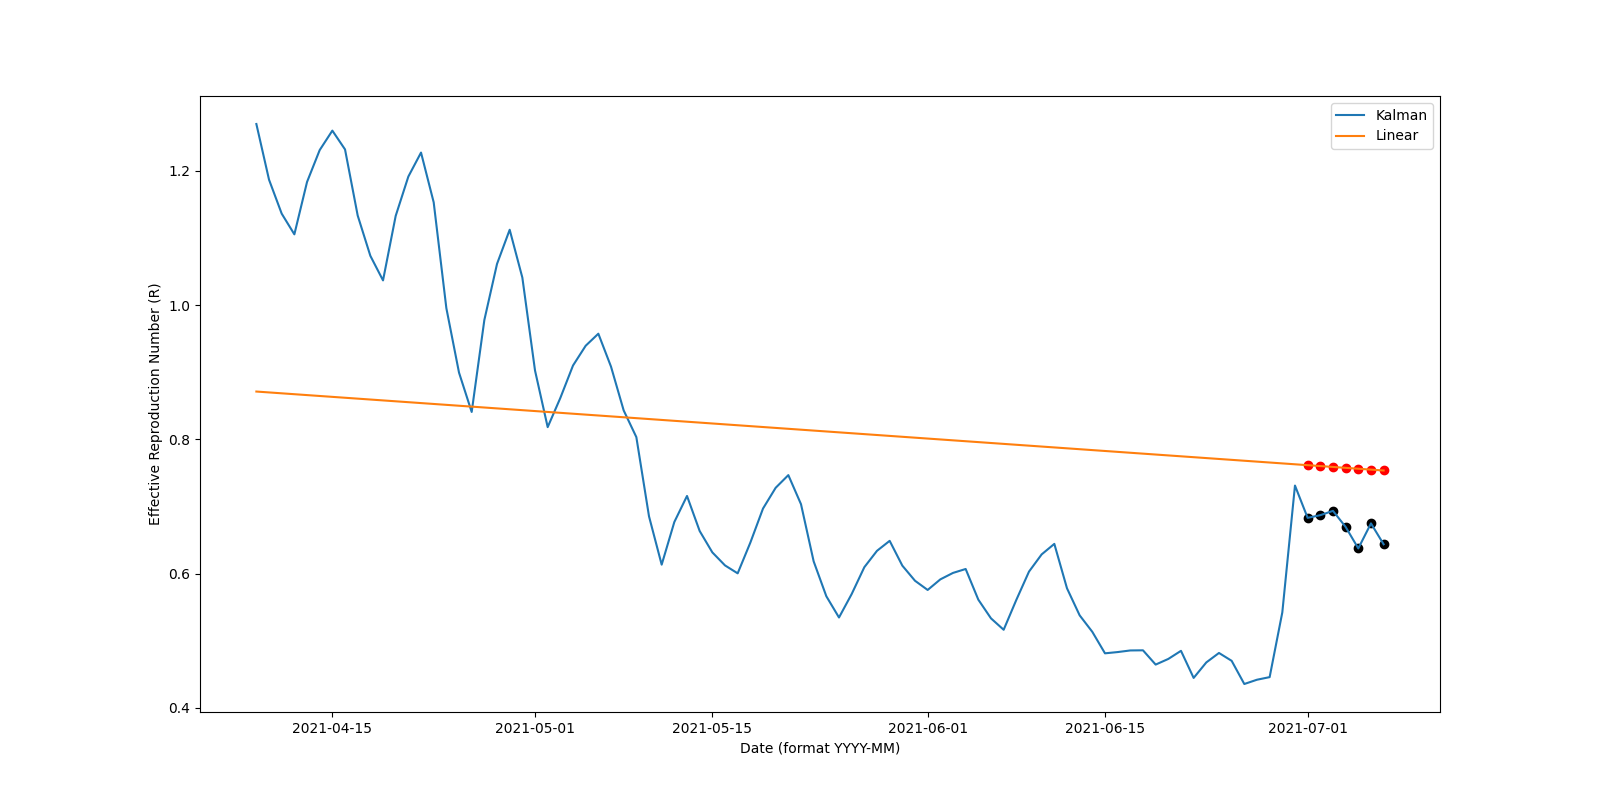 Kalman
Linear
1.2
1.0
0.8
0.6
0.4
Effective Reproduction Number (R)
2021-04-15 2021-05-01 2021-05-15 2021-06-01 2021-06-15 2021-07-01
Date (format YYYY-MM)